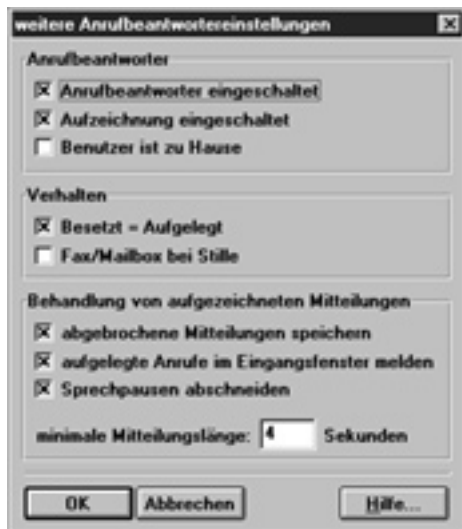 weitere Anrufbeantwortereinstellungen
Anrufbeantworter
Anrufbeantworter eingeschaltet
Aufzeichnung eingeschaltet
Benutzer ist zu Hause
Verhalten
Besetzt = Aufgelegt
Fax/Mailbox bei Stille
Behandlung von aufgezeichneten Mitteilungen
abgebrochene Mitteilungen speichern
aufgelegte Anrufe im Eingangsfenster melden
Sprechpausen abschneiden
minimale Mitteilungslänge: 4 Sekunden
OK Abbrechen Hilfe...